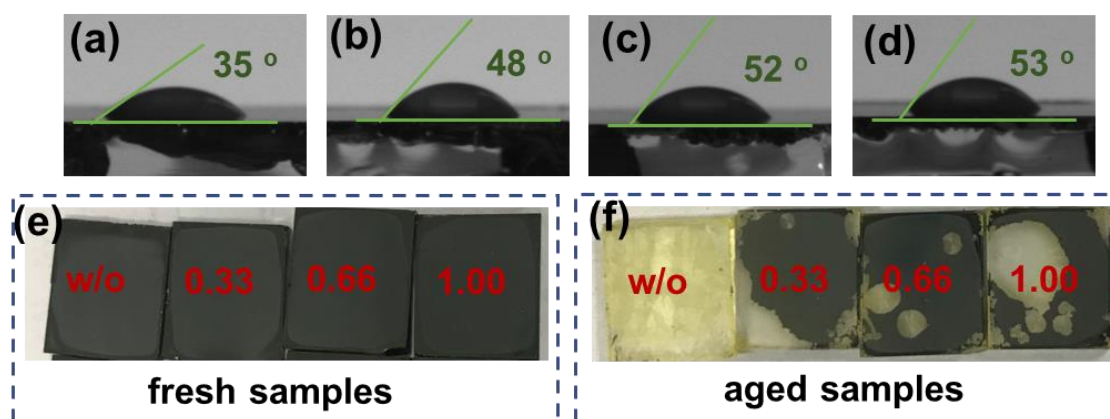 (a) 35 °
(b) 48 °
(c) 52 °
(d) 53 °
(e)
w/o 0.33 0.66 1.00
fresh samples
(f)
w/o 0.33 0.66 1.00
aged samples